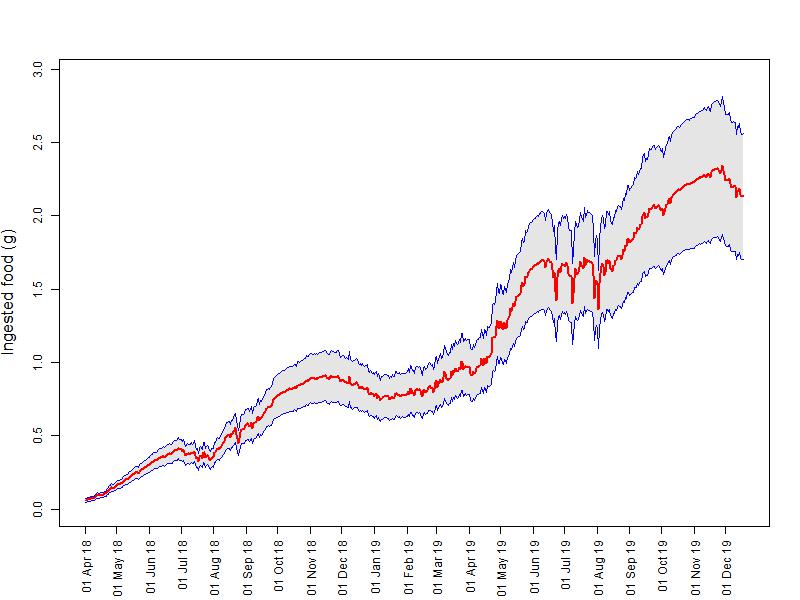 Ingested food (g)
3.0
2.5
2.0
1.5
1.0
0.5
0.0
01 Apr 18
01 May 18
01 Jun 18
01 Jul 18
01 Aug 18
01 Sep 18
01 Oct 18
01 Nov 18
01 Dec 18
01 Jan 19
01 Feb 19
01 Mar 19
01 Apr 19
01 May 19
01 Jun 19
01 Jul 19
01 Aug 19
01 Sep 19
01 Oct 19
01 Nov 19
01 Dec 19